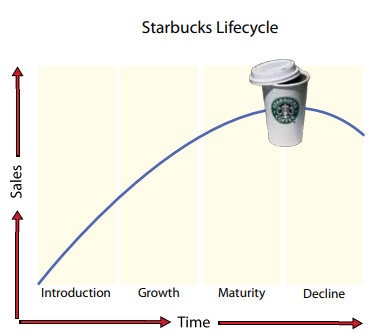 Starbucks Lifecycle
Sales
Introduction Growth Maturity Decline
Time